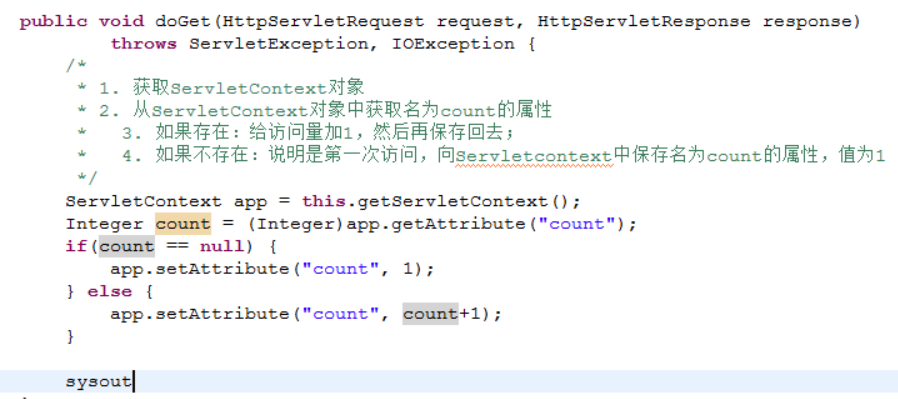 public void doGet(HttpServletRequest request, HttpServletResponse response)
throws ServletException, IOException {
/*
* 1. 获取ServletContext对象
* 2. 从ServletContext对象中获取名为count的属性
* 3. 如果存在：给访问量加1，然后再保存回去；
* 4. 如果不存在：说明是第一次访问，向Servletcontext中保存名为count的属性，值为1
*/
ServletContext app = this.getServletContext();
Integer count = (Integer)app.getAttribute("count");
if(count == null) {
app.setAttribute("count", 1);
} else {
app.setAttribute("count", count+1);
}
sysout